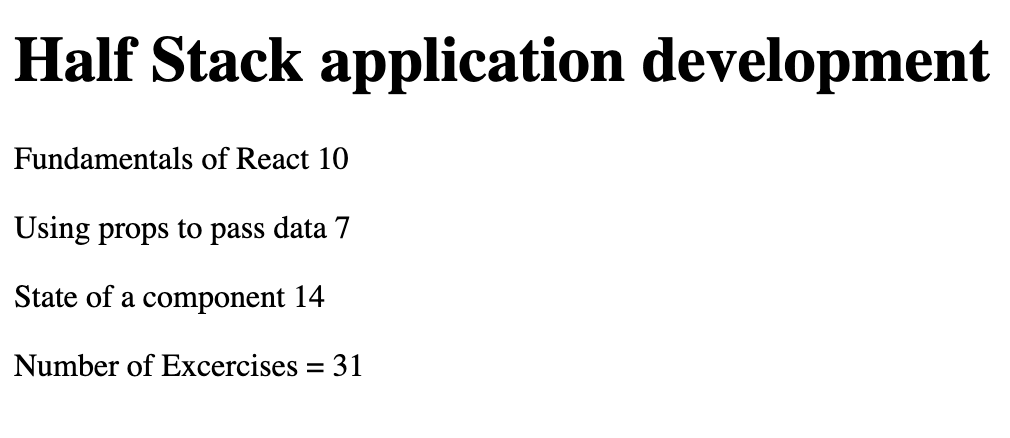 Half Stack application development
Fundamentals of React 10
Using props to pass data 7
State of a component 14
Number of Excercises = 31